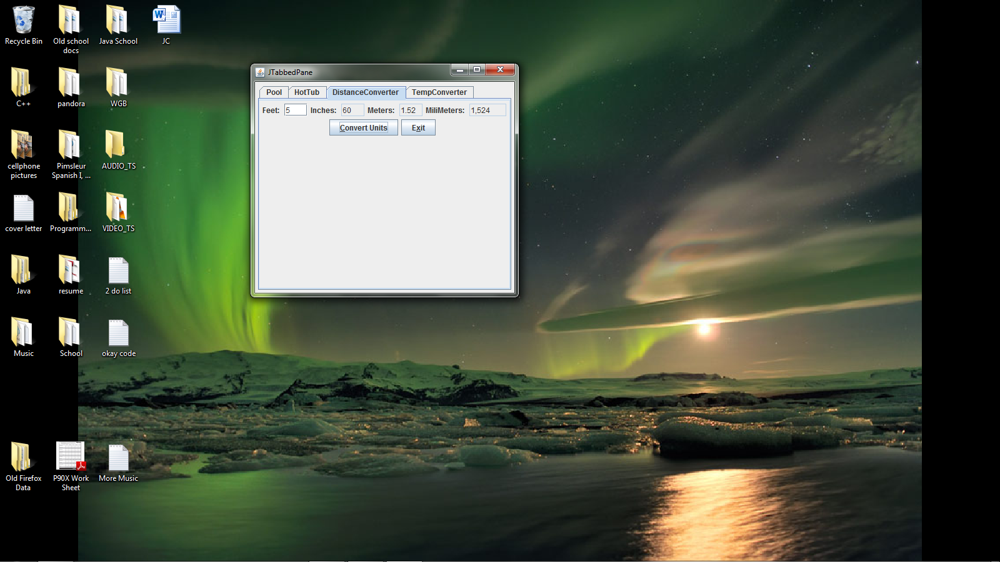 Recycle Bin
Old school
docs
Java School
JC
C++
pandora
WGB
cellphone
pictures
Pimsleur
Spanish I, ...
AUDIO_TS
cover letter
Programm...
VIDEO_TS
Java
resume
2 do list
Music
School
okay code
Old Firefox
Data
P90X Work
Sheet
More Music
JTabbedPane
Pool HotTub DistanceConverter TempConverter
Feet: 5 Inches: 60 Meters: 1.52 MiliMeters: 1,524
Convert Units Exit